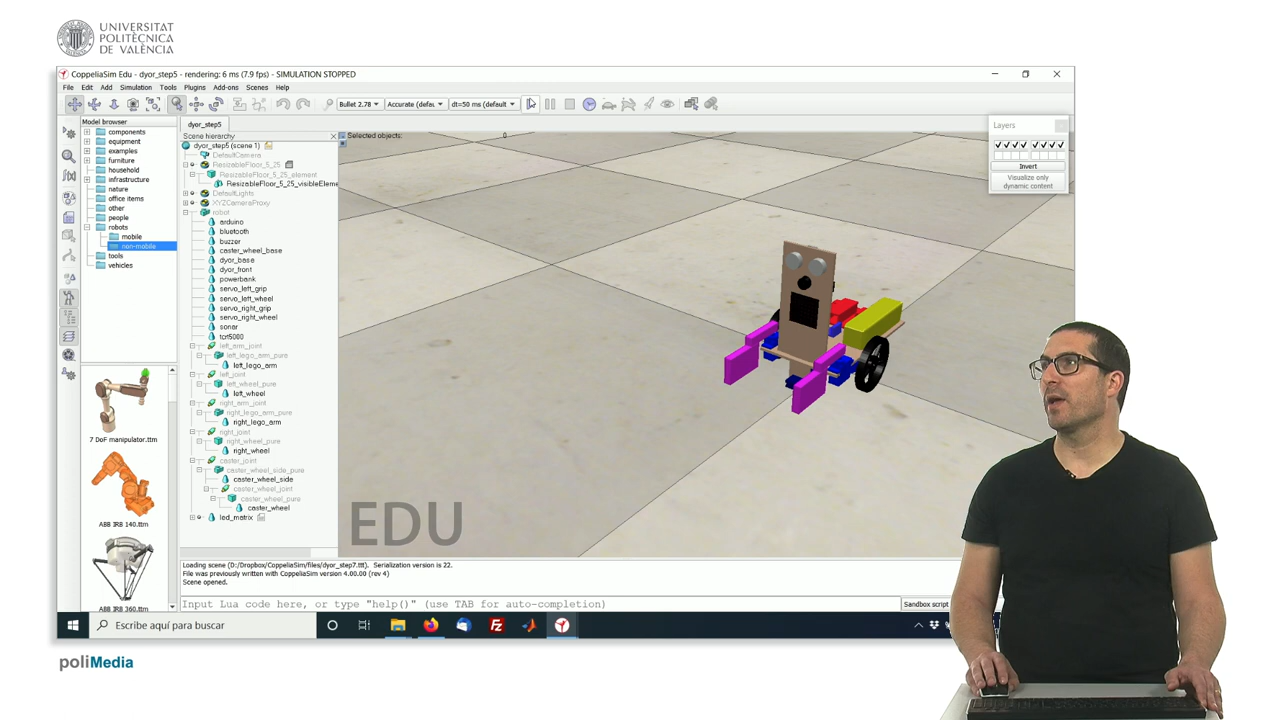 UNIVERSITAT
POLITÈCNICA
DE VALÈNCIA
CoppeliaSim Edu - dyor_step5 - rendering: 6 ms (7.9 fps) - SIMULATION STOPPED
File Edit Add Simulation Tools Plugins Add-ons Scenes Help
Bullet 2.78 Accurate (defau dt=50 ms (default
Model browser
components
equipment
examples
furniture
household
infrastructure
nature
office items
other
people
robots
mobile
non-mobile
tools
vehicles
7 DoF manipulator.ttm
ABB IRB 140.ttm
ABB IRB 360.ttm
dyor_step5
Scene hierarchy
dyor_step5 (scene 1)
DefaultCamera
ResizableFloor_5_25
ResizableFloor_5_25_element
ResizableFloor_5_25_visibleEleme
DefaultLights
XYZCameraProxy
robot
arduino
bluetooth
buzzer
caster_wheel_base
dyor_base
dyor_front
powerbank
servo_left_grip
servo_left_wheel
servo_right_grip
servo_right_wheel
sonar
tcrt5000
left_arm_joint
left_lego_arm_pure
left_lego_arm
left_joint
left_wheel_pure
left_wheel
right_arm_joint
right_lego_arm_pure
right_lego_arm
right_joint
right_wheel_pure
right_wheel
caster_joint
caster_wheel_side_pure
caster_wheel_side
caster_wheel_joint
caster_wheel_pure
caster_wheel
led_matrix
Selected objects: 0
Layers
Invert
Visualize only
dynamic content
EDU
Loading scene (D:/Dropbox/CoppeliaSim/files/dyor_step7.ttt). Serialization version is 22.
File was previously written with CoppeliaSim version 4.00.00 (rev 4)
Scene opened.
Input Lua code here, or type "help()" (use TAB for auto-completion)
Sandbox script
Escribe aquí para buscar
poliMedia